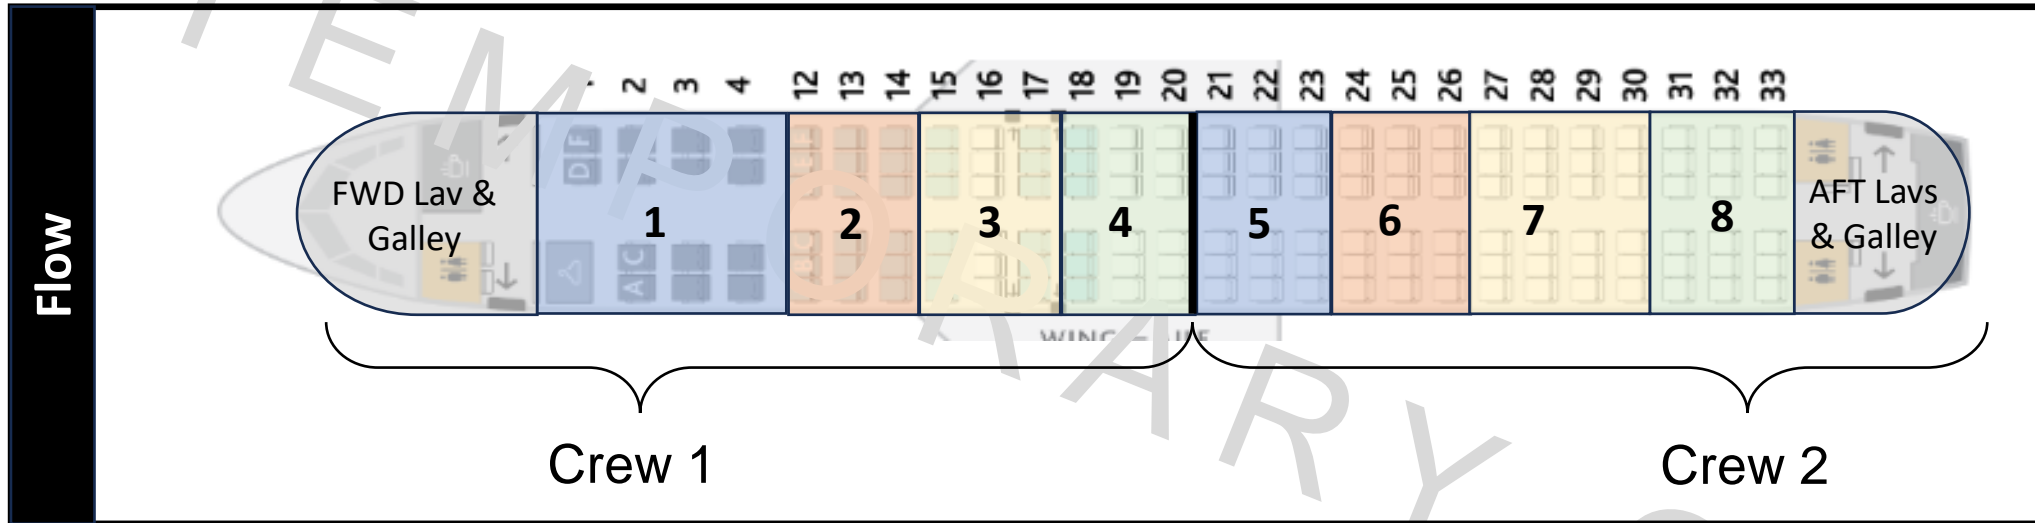 Flow
2 3 4 12 13 14 15 16 17 18 19 20 21 22 23 24 25 26 27 28 29 30 31 32 33
FWD Lav &
Galley
1
2
3
4
5
6
7
8
AFT Lavs
& Galley
D F
A C
Crew 1
Crew 2
TEMPORARY